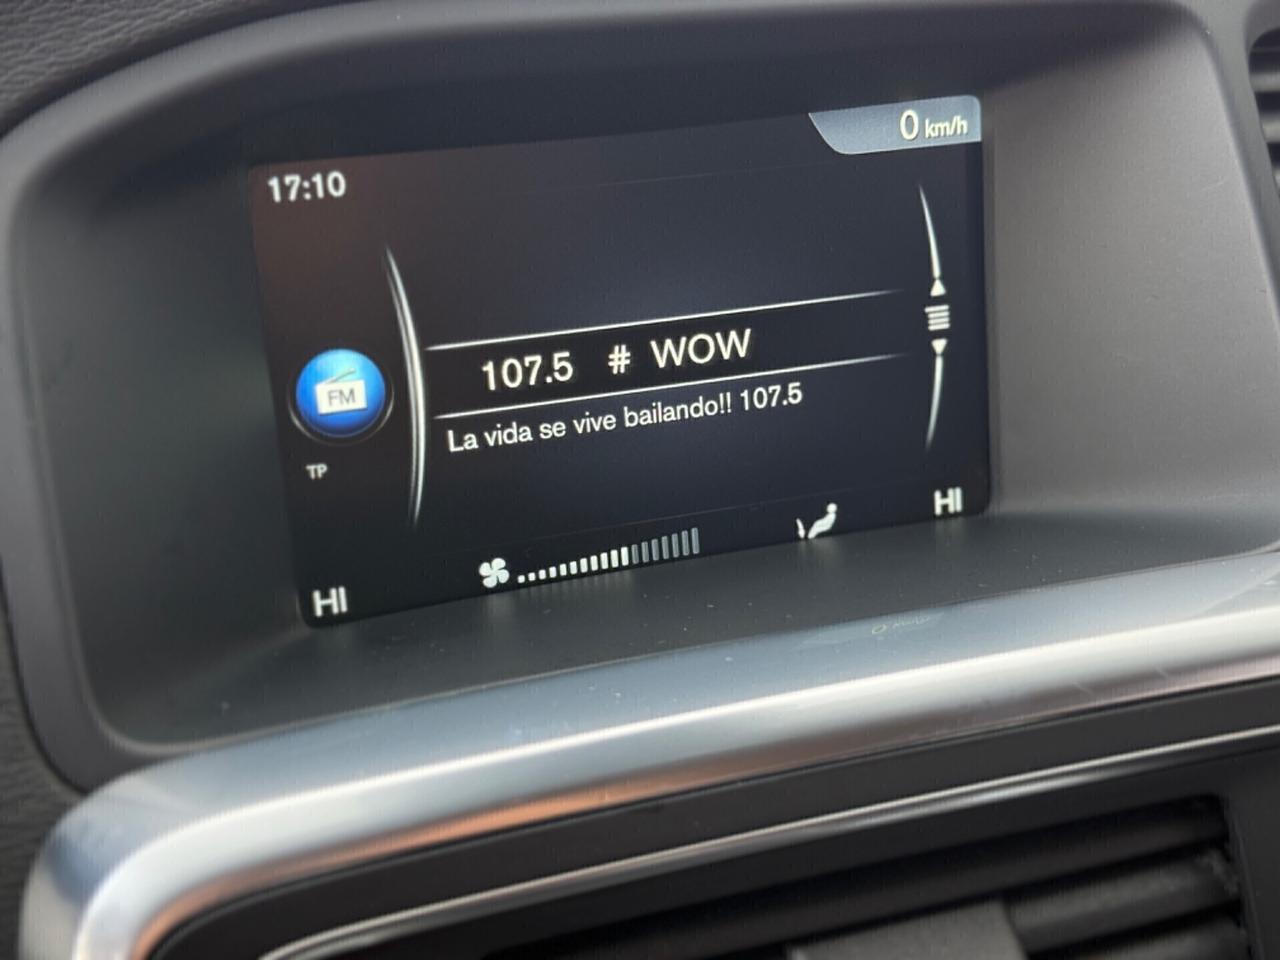 0 km/h
17:10
107.5 # WOW
FM
La vida se vive bailando!! 107.5
TP
HI
HI